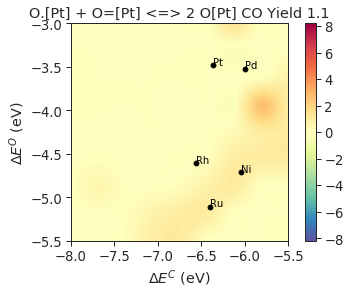 O.[Pt] + O=[Pt] <=> 2 O[Pt] CO Yield 1.1
−3.0
−3.5
−4.0
−4.5
−5.0
−5.5
ΔE^O (eV)
Pt
Pd
Rh
Ni
Ru
−8.0 −7.5 −7.0 −6.5 −6.0 −5.5
ΔE^C (eV)
8
6
4
2
0
−2
−4
−6
−8